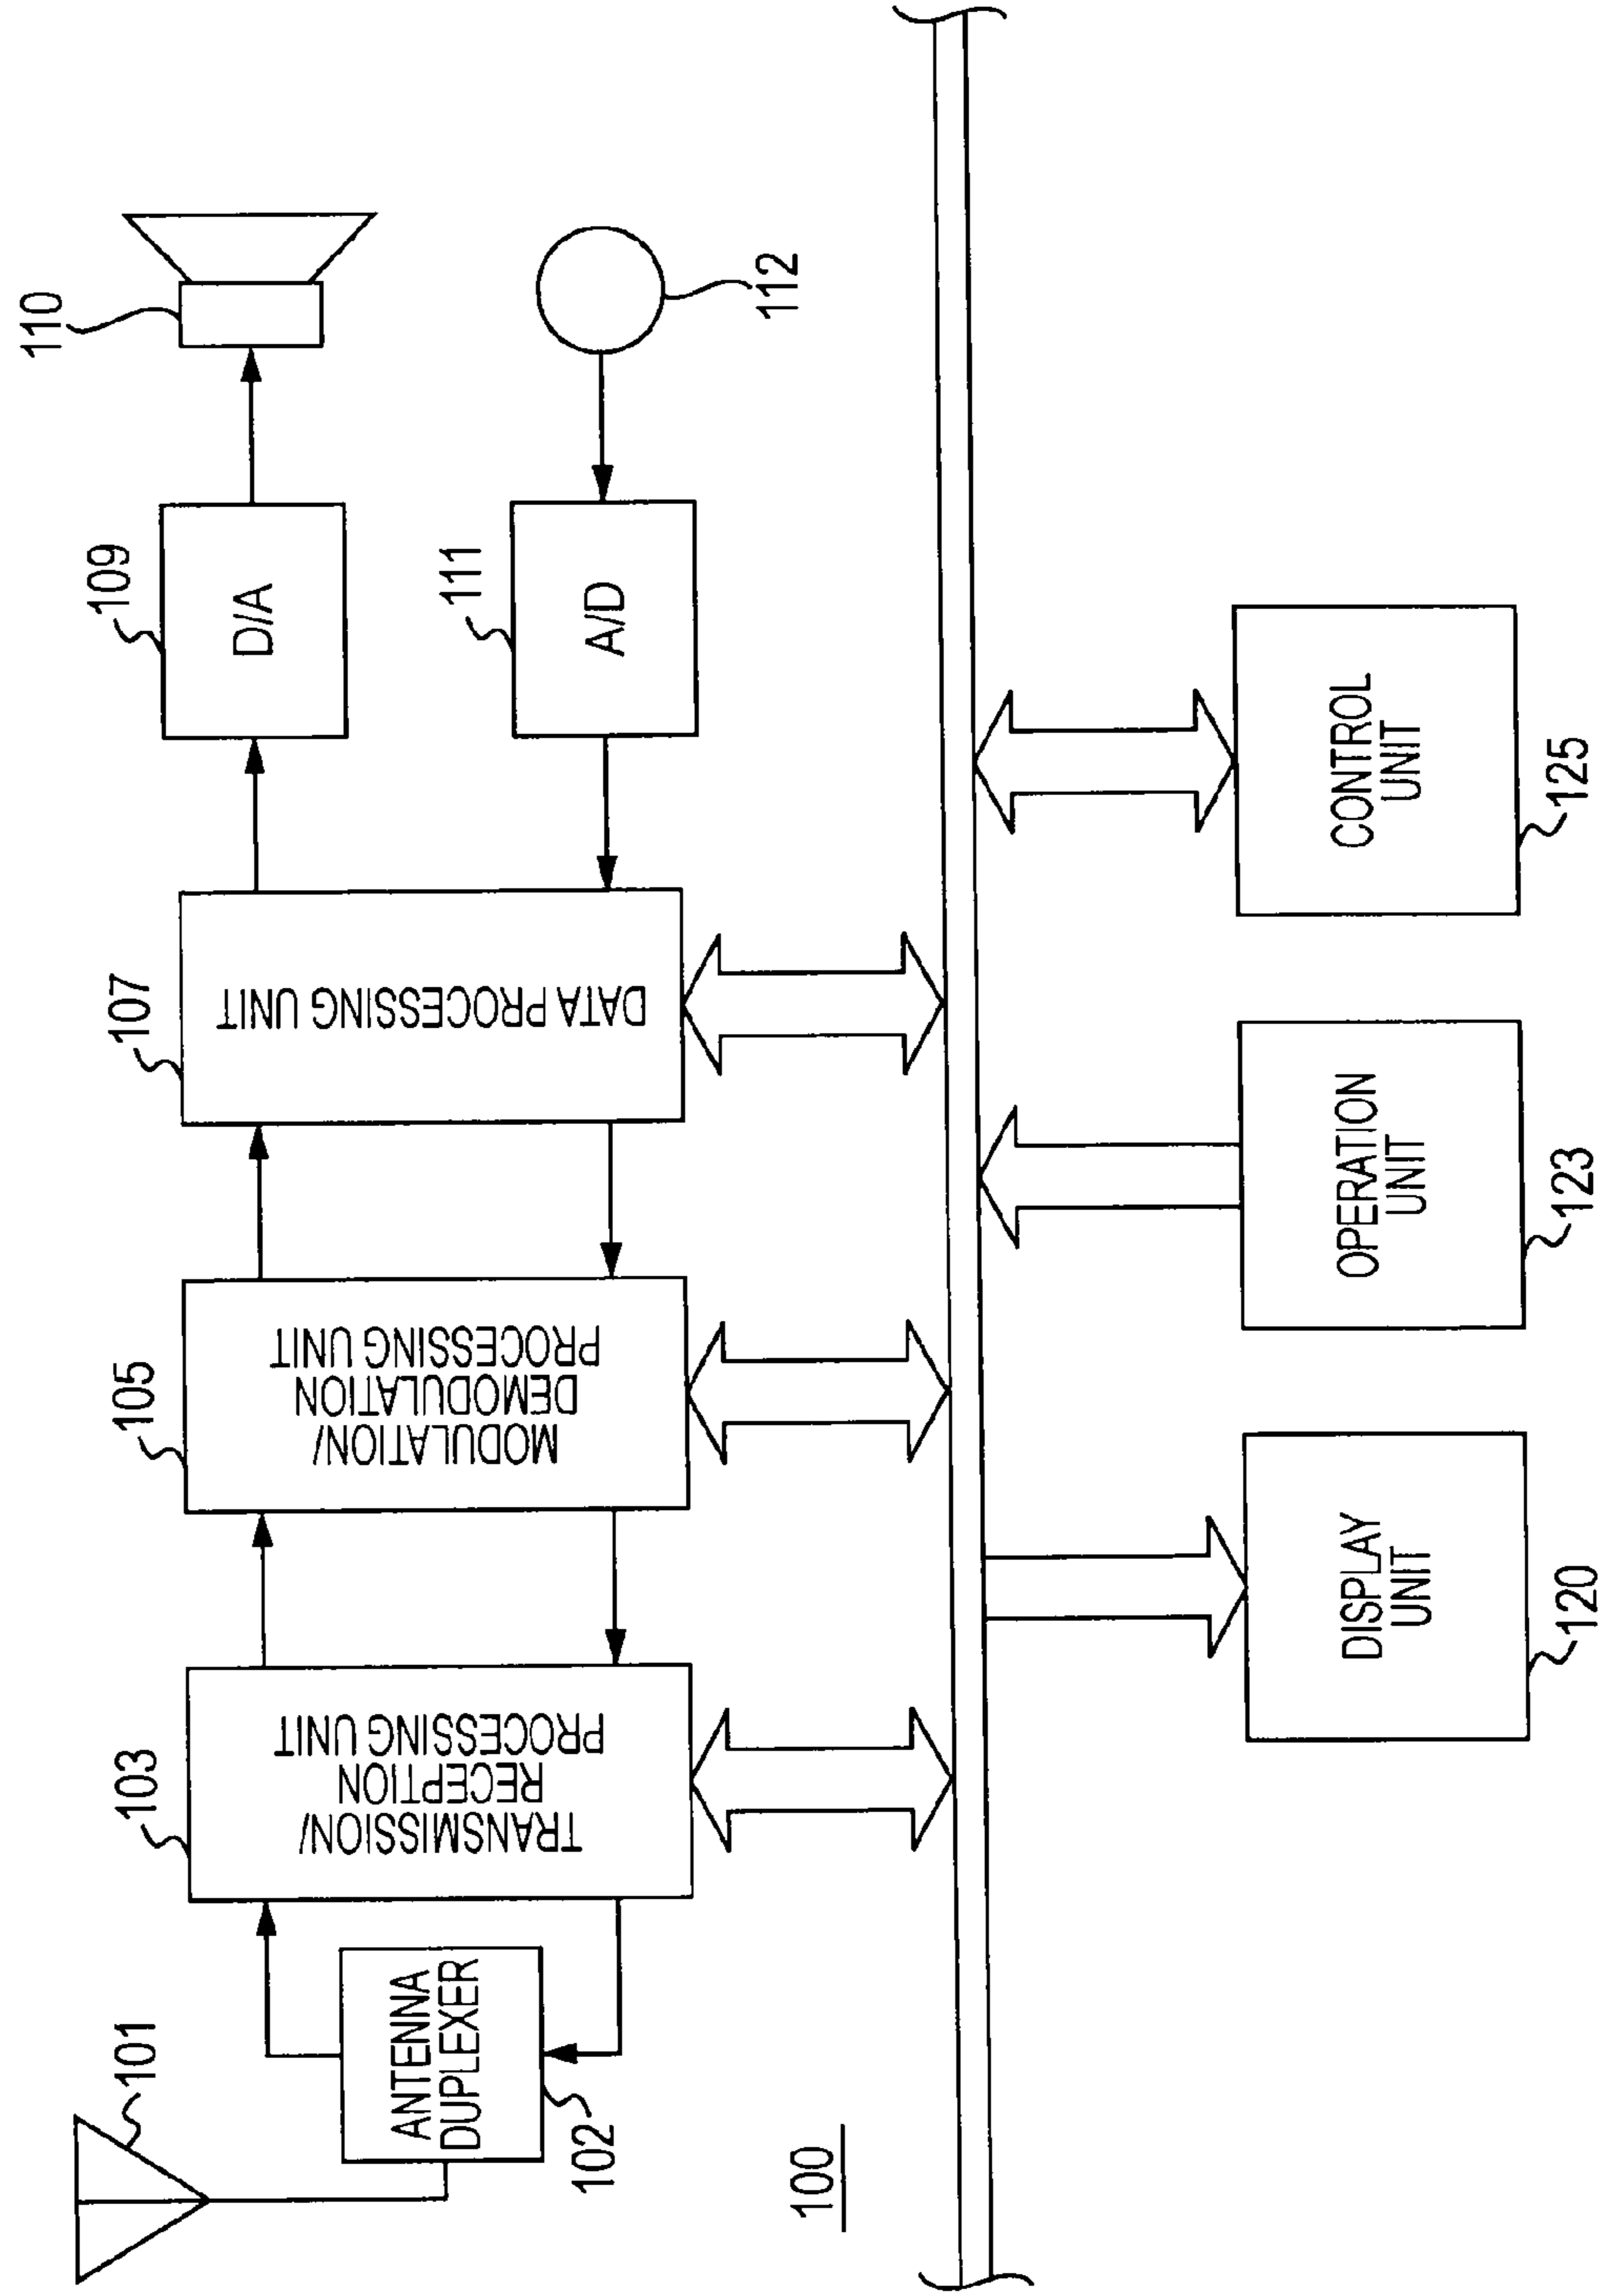 101
ANTENNA
DUPLEXER
102
103
TRANSMISSION/
RECEPTION
PROCESSING UNIT
105
MODULATION/
DEMODULATION
PROCESSING UNIT
107
DATA PROCESSING UNIT
109
D/A
110
111
A/D
112
100
DISPLAY
UNIT
120
OPERATION
UNIT
123
CONTROL
UNIT
125